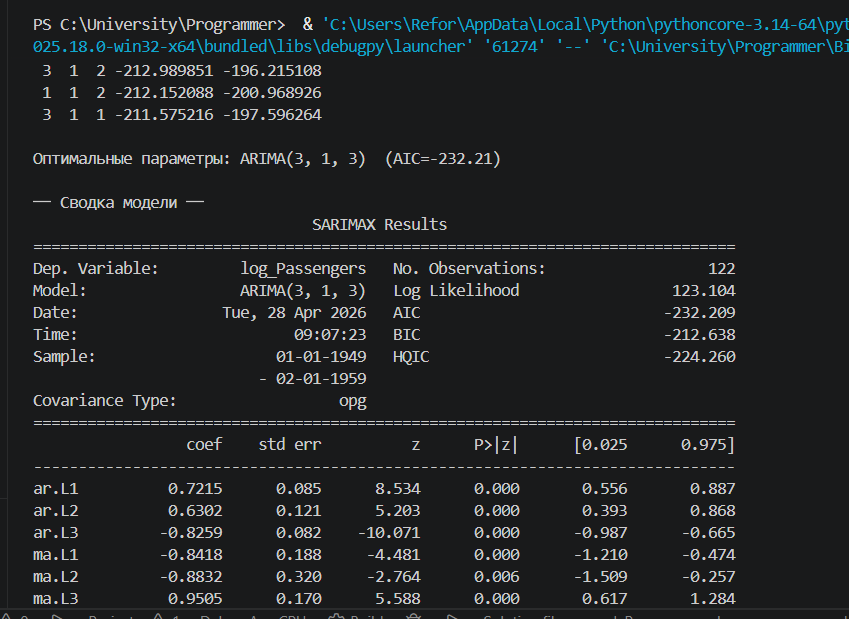 PS C:\University\Programmer>  & 'C:\Users\Refor\AppData\Local\Python\pythoncore-3.14-64\pyt
025.18.0-win32-x64\bundled\libs\debugpy\launcher' '61274' '--' 'C:\University\Programmer\Bi
3 1 2 -212.989851 -196.215108
1 1 2 -212.152088 -200.968926
3 1 1 -211.575216 -197.596264
Оптимальные параметры: ARIMA(3, 1, 3)  (AIC=-232.21)
── Сводка модели ──
SARIMAX Results
==============================================================================
Dep. Variable: log_Passengers No. Observations: 122
Model: ARIMA(3, 1, 3) Log Likelihood 123.104
Date: Tue, 28 Apr 2026 AIC -232.209
Time: 09:07:23 BIC -212.638
Sample: 01-01-1949 HQIC -224.260
- 02-01-1959
Covariance Type: opg
==============================================================================
coef std err z P>|z| [0.025 0.975]
------------------------------------------------------------------------------
ar.L1 0.7215 0.085 8.534 0.000 0.556 0.887
ar.L2 0.6302 0.121 5.203 0.000 0.393 0.868
ar.L3 -0.8259 0.082 -10.071 0.000 -0.987 -0.665
ma.L1 -0.8418 0.188 -4.481 0.000 -1.210 -0.474
ma.L2 -0.8832 0.320 -2.764 0.006 -1.509 -0.257
ma.L3 0.9505 0.170 5.588 0.000 0.617 1.284